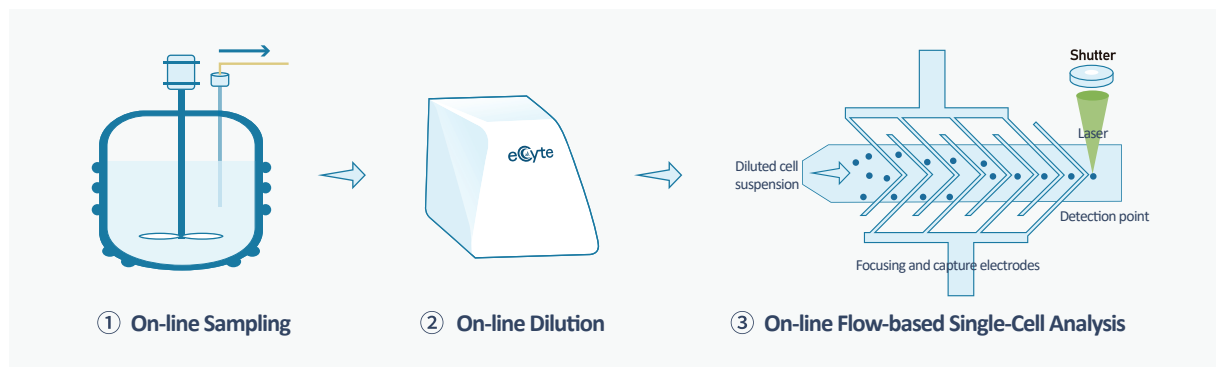 Shutter
Laser
eCyte
Diluted cell
suspension
Detection point
Focusing and capture electrodes
① On-line Sampling
② On-line Dilution
③ On-line Flow-based Single-Cell Analysis